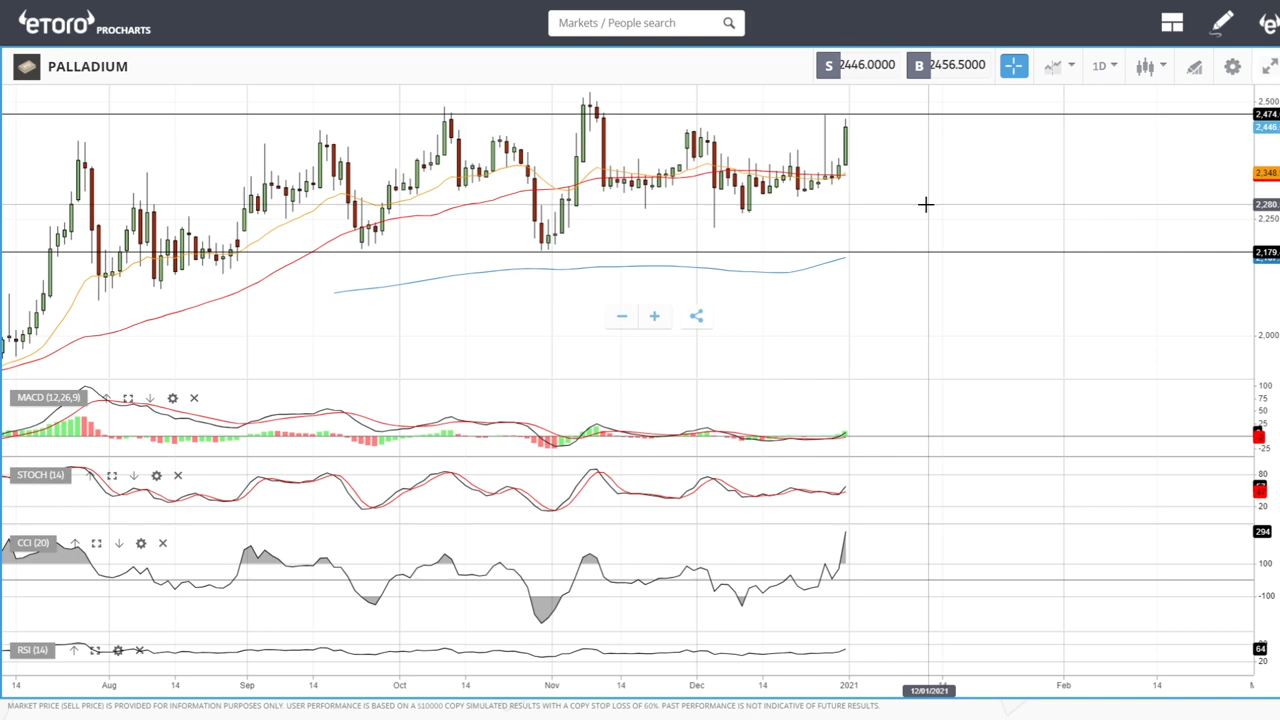 eTORO PROCHARTS
Markets / People search
PALLADIUM
S 2446.0000
B 2456.5000
1D
2,500
2,474.
2,446.
2,348.
2,280.
2,250
2,179.
2,000
MACD (12,26,9)
100
75
50
25
-25
STOCH (14)
80
20
CCI (20)
294
100
-100
RSI (14)
64
20
14
Aug
14
Sep
14
Oct
14
Nov
14
Dec
14
2021
12/01/2021
14
Feb
14
MARKET PRICE (SELL PRICE) IS PROVIDED FOR INFORMATION PURPOSES ONLY. USER PERFORMANCE IS BASED ON A $10000 COPY SIMULATED RESULTS WITH A COPY STOP LOSS OF 60%. PAST PERFORMANCE IS NOT INDICATIVE OF FUTURE RESULTS.